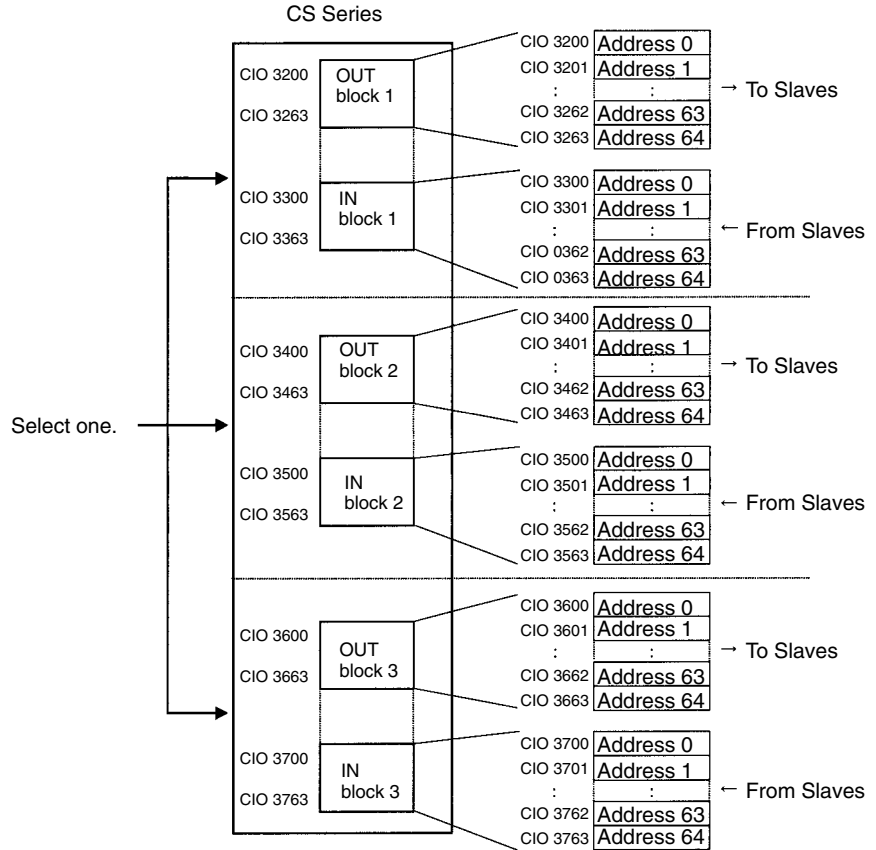 CS Series
CIO 3200 OUT block 1
CIO 3263
CIO 3200 Address 0
CIO 3201 Address 1
: :
CIO 3262 Address 63
CIO 3263 Address 64
→ To Slaves
CIO 3300 IN block 1
CIO 3363
CIO 3300 Address 0
CIO 3301 Address 1
: :
CIO 0362 Address 63
CIO 0363 Address 64
← From Slaves
Select one.
CIO 3400 OUT block 2
CIO 3463
CIO 3400 Address 0
CIO 3401 Address 1
: :
CIO 3462 Address 63
CIO 3463 Address 64
→ To Slaves
CIO 3500 IN block 2
CIO 3563
CIO 3500 Address 0
CIO 3501 Address 1
: :
CIO 3562 Address 63
CIO 3563 Address 64
← From Slaves
CIO 3600 OUT block 3
CIO 3663
CIO 3600 Address 0
CIO 3601 Address 1
: :
CIO 3662 Address 63
CIO 3663 Address 64
→ To Slaves
CIO 3700 IN block 3
CIO 3763
CIO 3700 Address 0
CIO 3701 Address 1
: :
CIO 3762 Address 63
CIO 3763 Address 64
← From Slaves